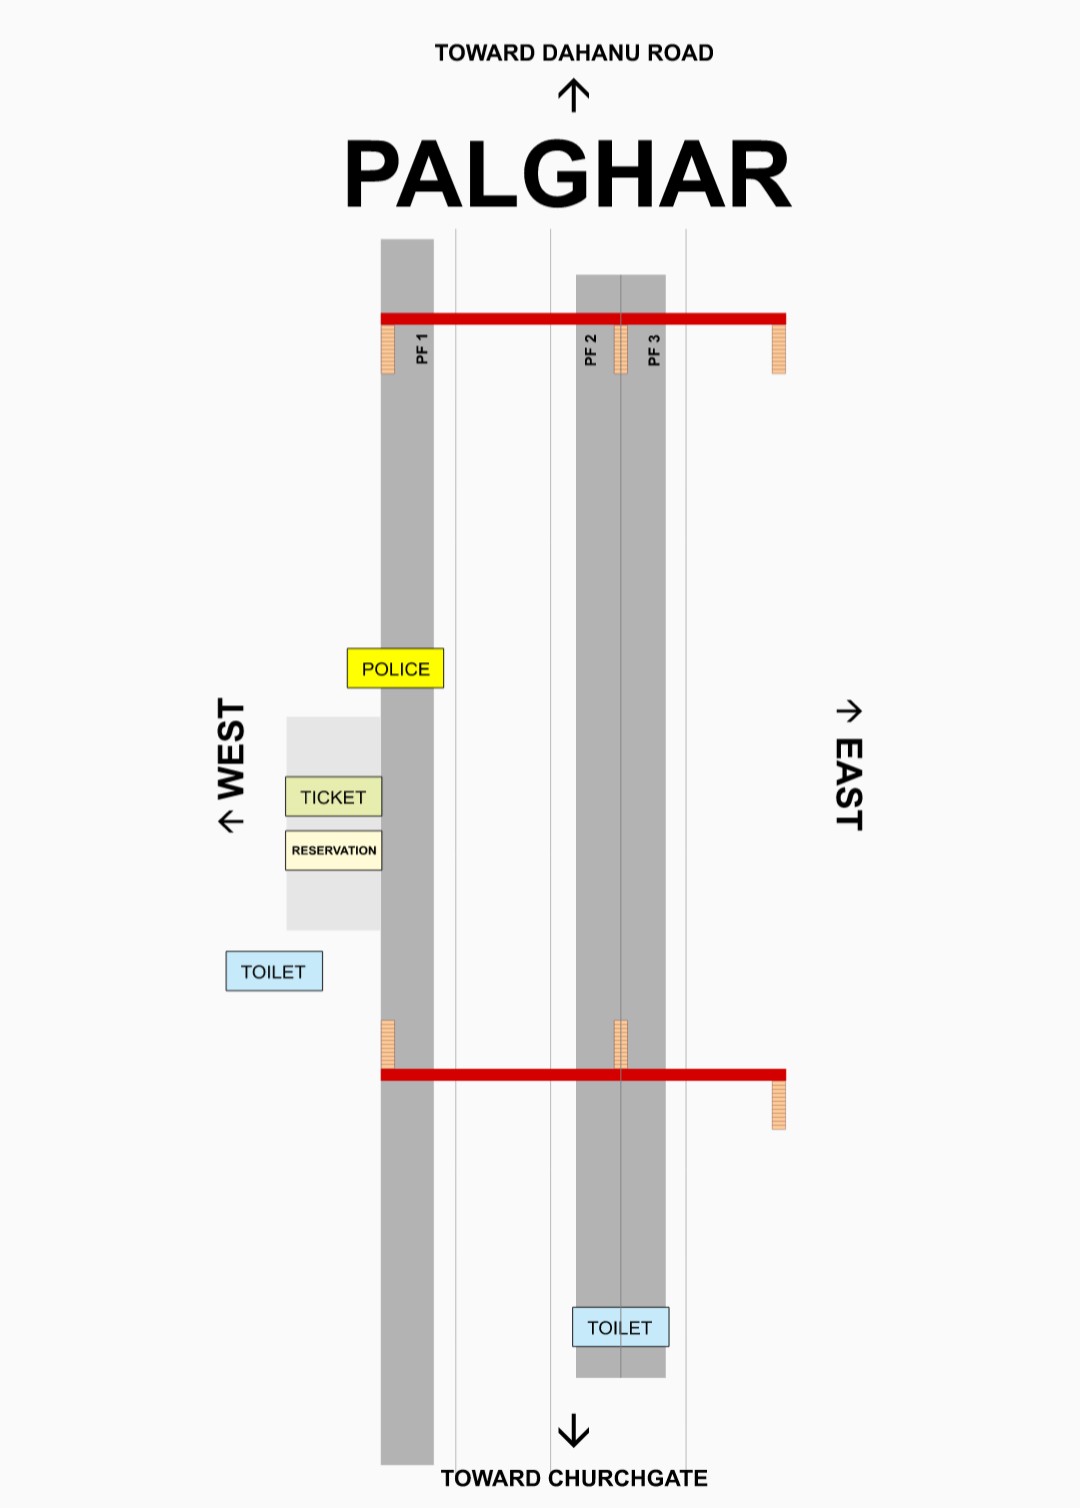 TOWARD DAHANU ROAD
↑
PALGHAR
PF 1
PF 2
PF 3
POLICE
← WEST
→ EAST
TICKET
RESERVATION
TOILET
TOILET
↓
TOWARD CHURCHGATE